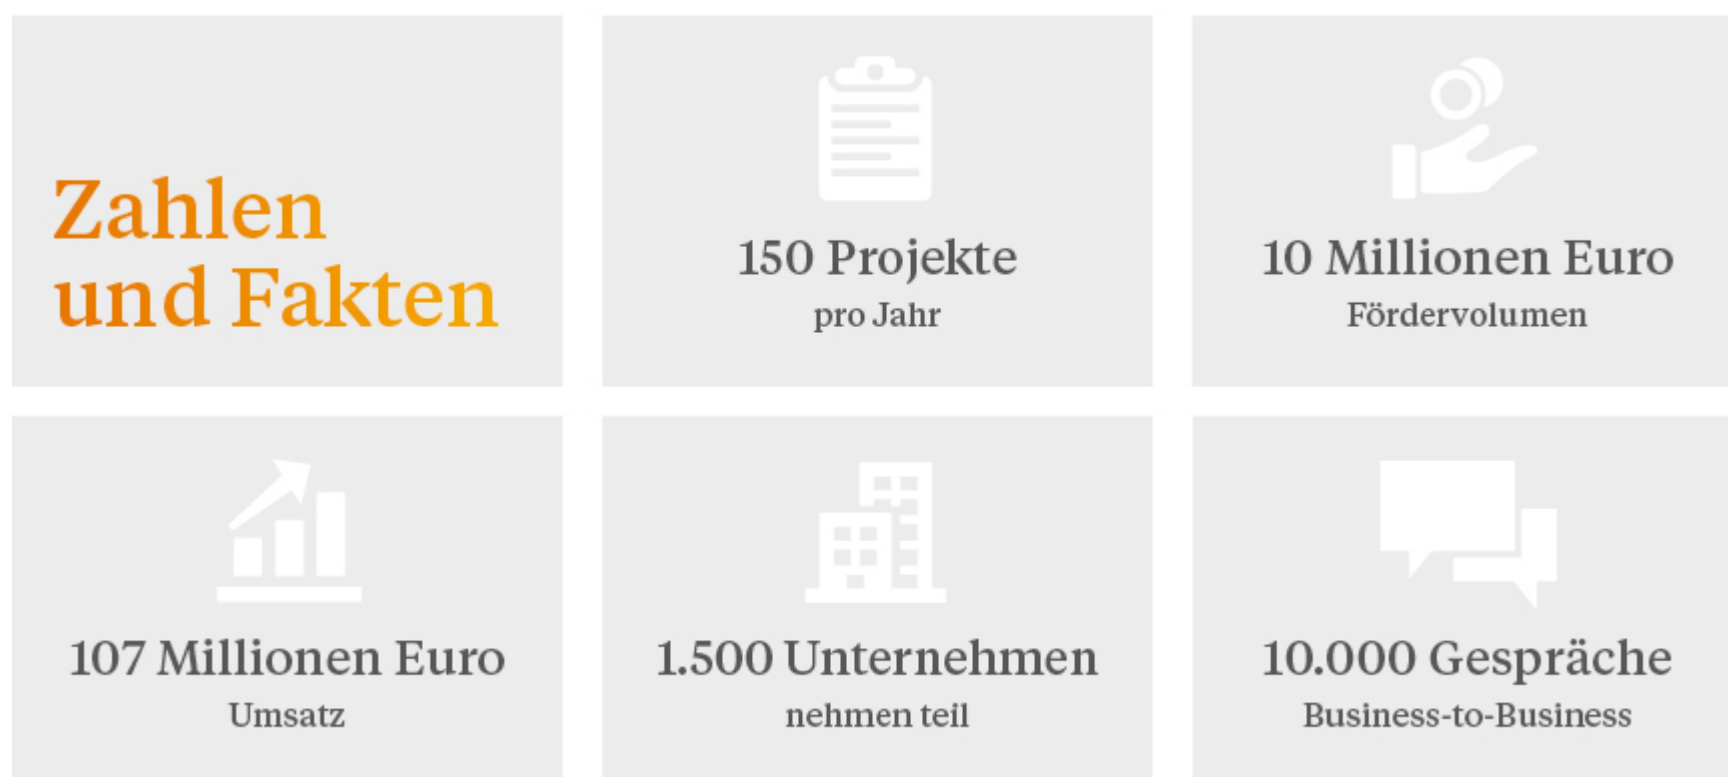 Zahlen
und Fakten
150 Projekte
pro Jahr
10 Millionen Euro
Fördervolumen
107 Millionen Euro
Umsatz
1.500 Unternehmen
nehmen teil
10.000 Gespräche
Business-to-Business